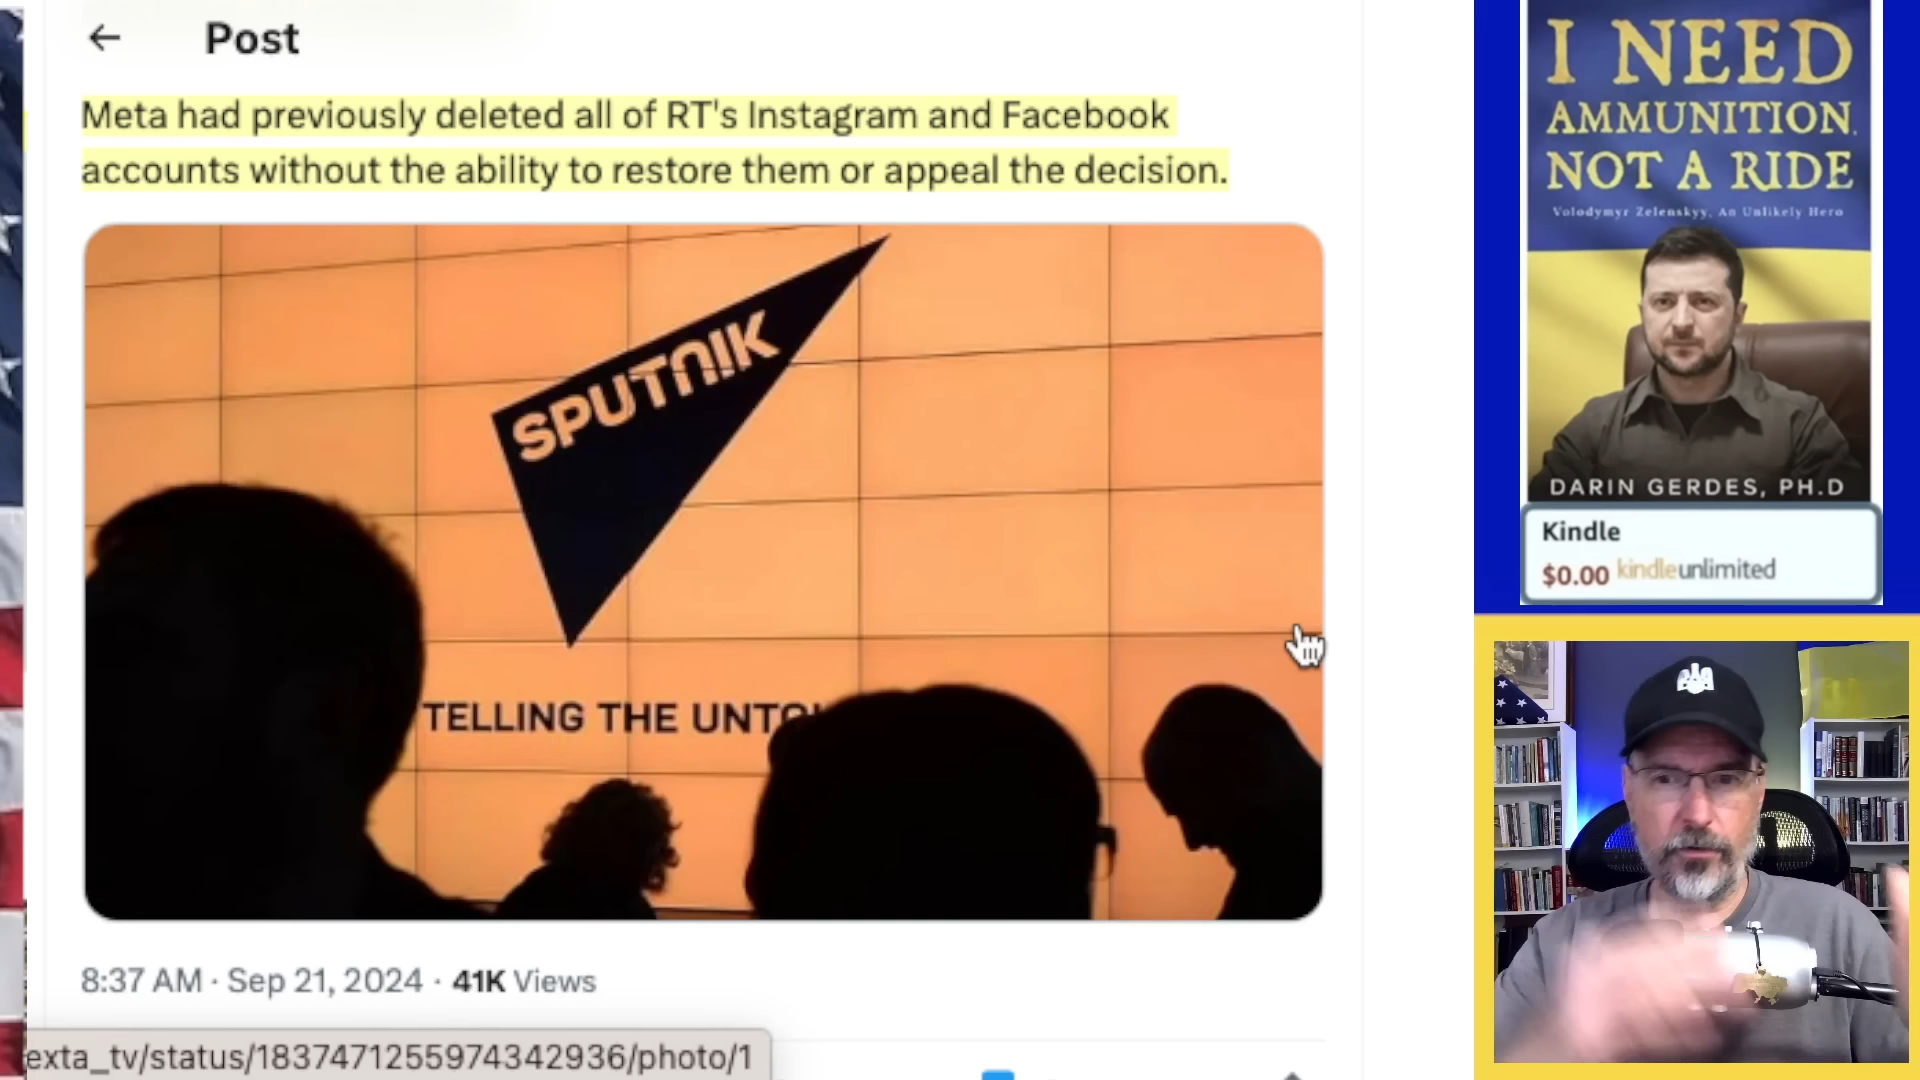 Post
Meta had previously deleted all of RT's Instagram and Facebook
accounts without the ability to restore them or appeal the decision.
SPUTNIK
TELLING THE
8:37 AM · Sep 21, 2024 · 41K Views
exta_tv/status/1837471255974342936/photo/1
I NEED
AMMUNITION,
NOT A RIDE
Volodymyr Zelenskyy, An Unlikely Hero
DARIN GERDES, PH.D
Kindle
$0.00 kindleunlimited